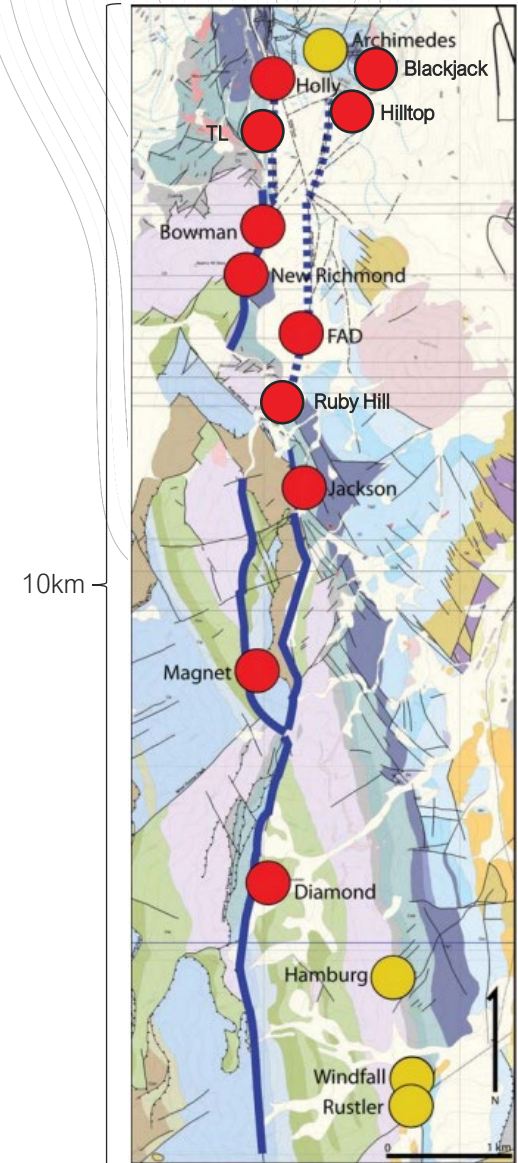 Archimedes
Blackjack
Holly
Hilltop
TL
Bowman
New Richmond
FAD
Ruby Hill
Jackson
10km
Magnet
Diamond
Hamburg
Windfall
Rustler
N
0 1 km